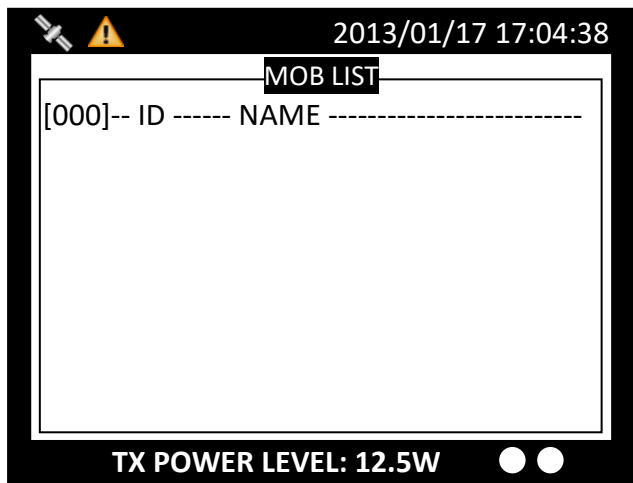 2013/01/17 17:04:38
MOB LIST
[000]-- ID ------ NAME --------------------------
TX POWER LEVEL: 12.5W